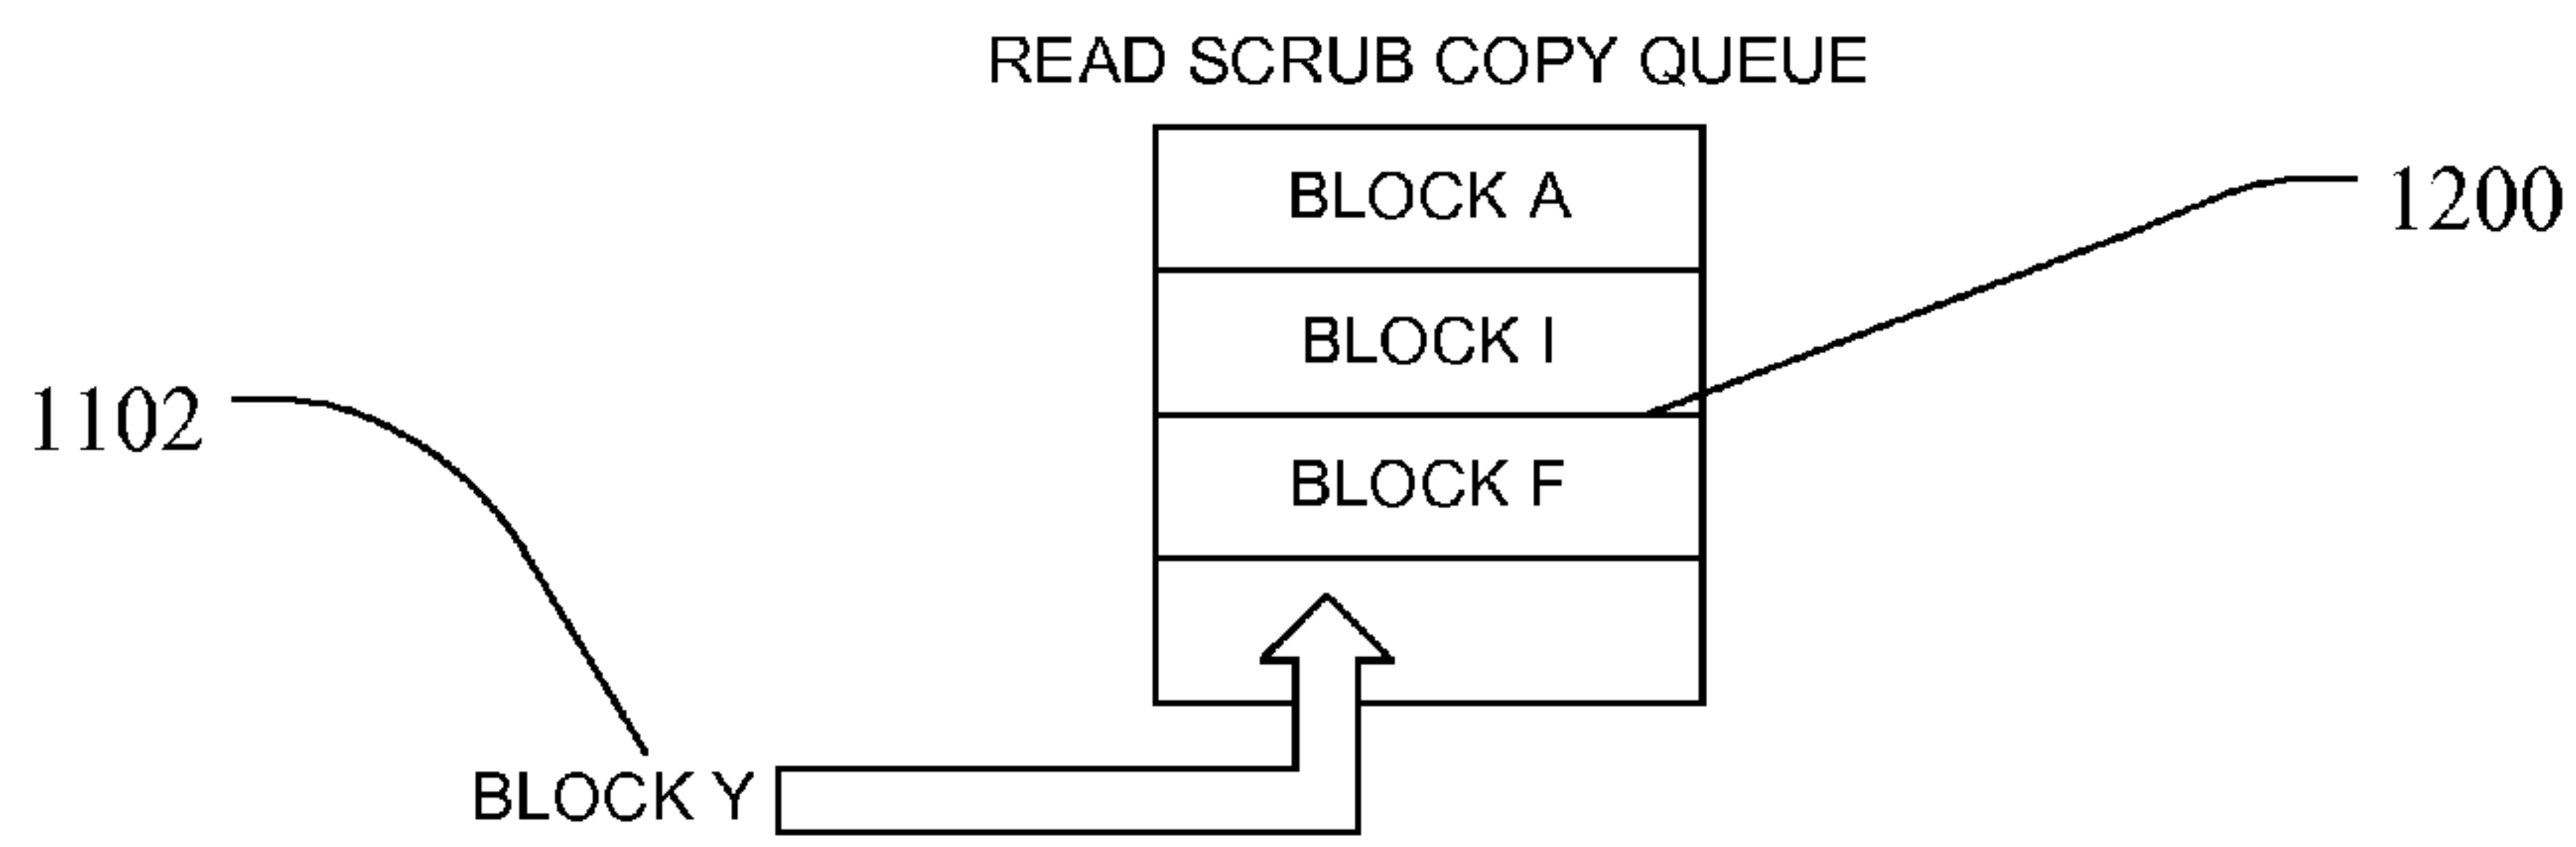 READ SCRUB COPY QUEUE
BLOCK A
1200
BLOCK I
1102
BLOCK F
BLOCK Y